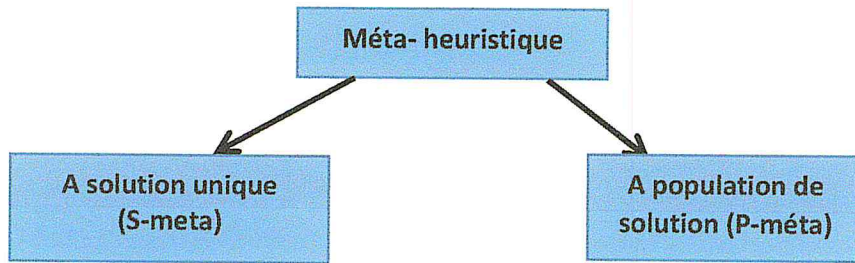 Méta- heuristique
A solution unique
(S-meta)
A population de
solution (P-méta)